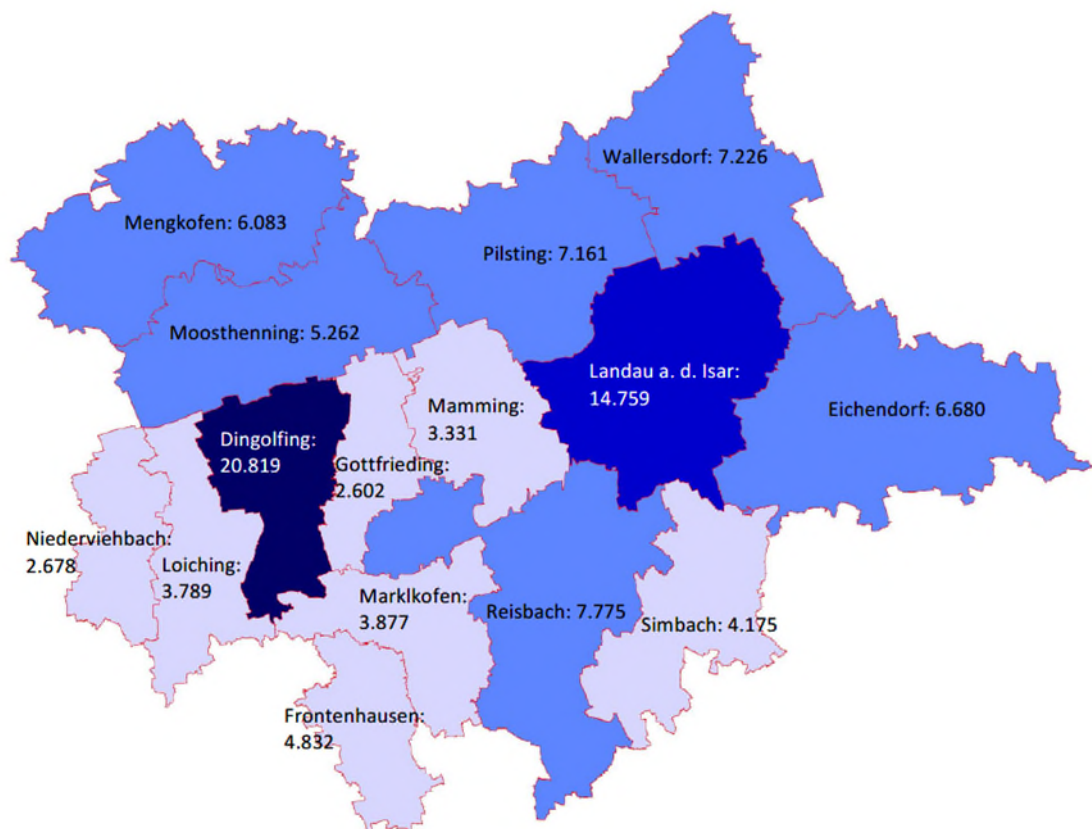 Wallersdorf: 7.226
Mengkofen: 6.083
Pilsting: 7.161
Moosthenning: 5.262
Landau a. d. Isar:
14.759
Mamming:
3.331
Eichendorf: 6.680
Dingolfing:
20.819
Gottfrieding:
2.602
Niederviehbach:
2.678
Loiching:
3.789
Marklkofen:
3.877
Reisbach: 7.775
Simbach: 4.175
Frontenhausen:
4.832